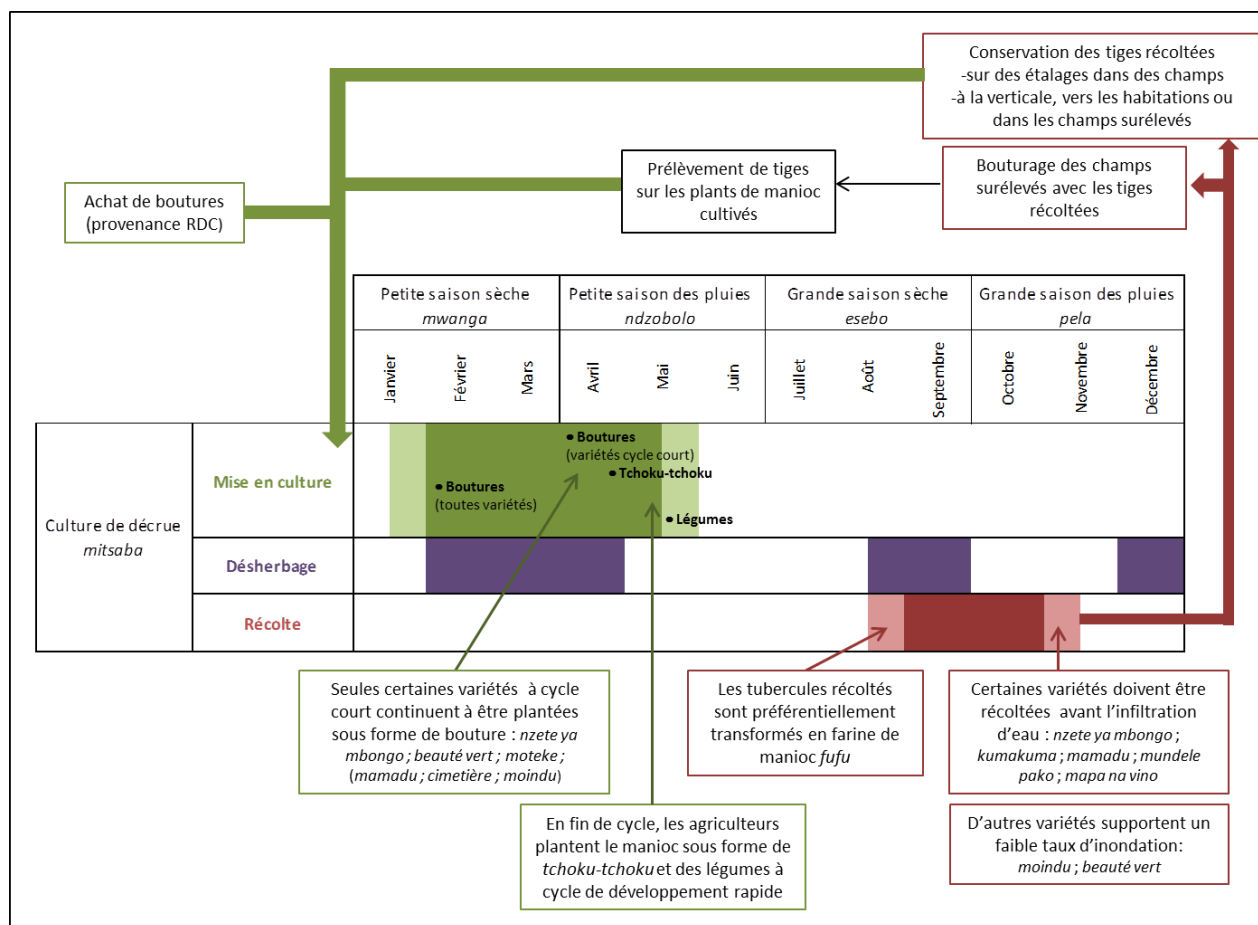 Conservation des tiges récoltées
-sur des étalages dans des champs
-à la verticale, vers les habitations ou
dans les champs surélevés
Achat de boutures
(provenance RDC)
Prélèvement de tiges
sur les plants de manioc
cultivés
Bouturage des champs
surélevés avec les tiges
récoltées
Petite saison sèche
mwanga
Petite saison des pluies
ndzobolo
Grande saison sèche
esebo
Grande saison des pluies
pela
Janvier
Février
Mars
Avril
Mai
Juin
Juillet
Août
Septembre
Octobre
Novembre
Décembre
Culture de décrue
mitsaba
Mise en culture
• Boutures
(variétés cycle court)
• Tchoku-tchoku
• Boutures
(toutes variétés)
• Légumes
Désherbage
Récolte
Seules certaines variétés à cycle
court continuent à être plantées
sous forme de bouture : nzete ya
mbongo ; beauté vert ; moteke ;
(mamadu ; cimetière ; moindu)
Les tubercules récoltés
sont préférentiellement
transformés en farine de
manioc fufu
Certaines variétés doivent être
récoltées avant l’infiltration
d’eau : nzete ya mbongo ;
kumakuma ; mamadu ; mundele
pako ; mapa na vino
En fin de cycle, les agriculteurs
plantent le manioc sous forme de
tchoku-tchoku et des légumes à
cycle de développement rapide
D’autres variétés supportent un
faible taux d’inondation:
moindu ; beauté vert